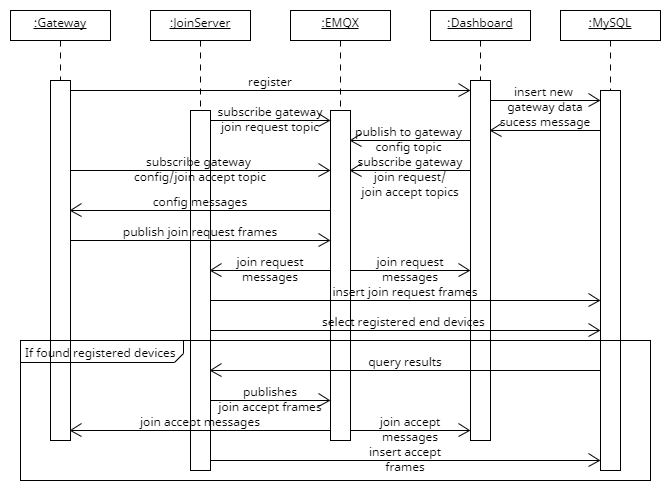 :Gateway
:JoinServer
:EMQX
:Dashboard
:MySQL
register
insert new
gateway data
sucess message
subscribe gateway
join request topic
publish to gateway
config topic
subscribe gateway
config/join accept topic
subscribe gateway
join request/
join accept topics
config messages
publish join request frames
join request
messages
join request
messages
insert join request frames
select registered end devices
If found registered devices
query results
publishes
join accept frames
join accept messages
join accept
messages
insert accept
frames